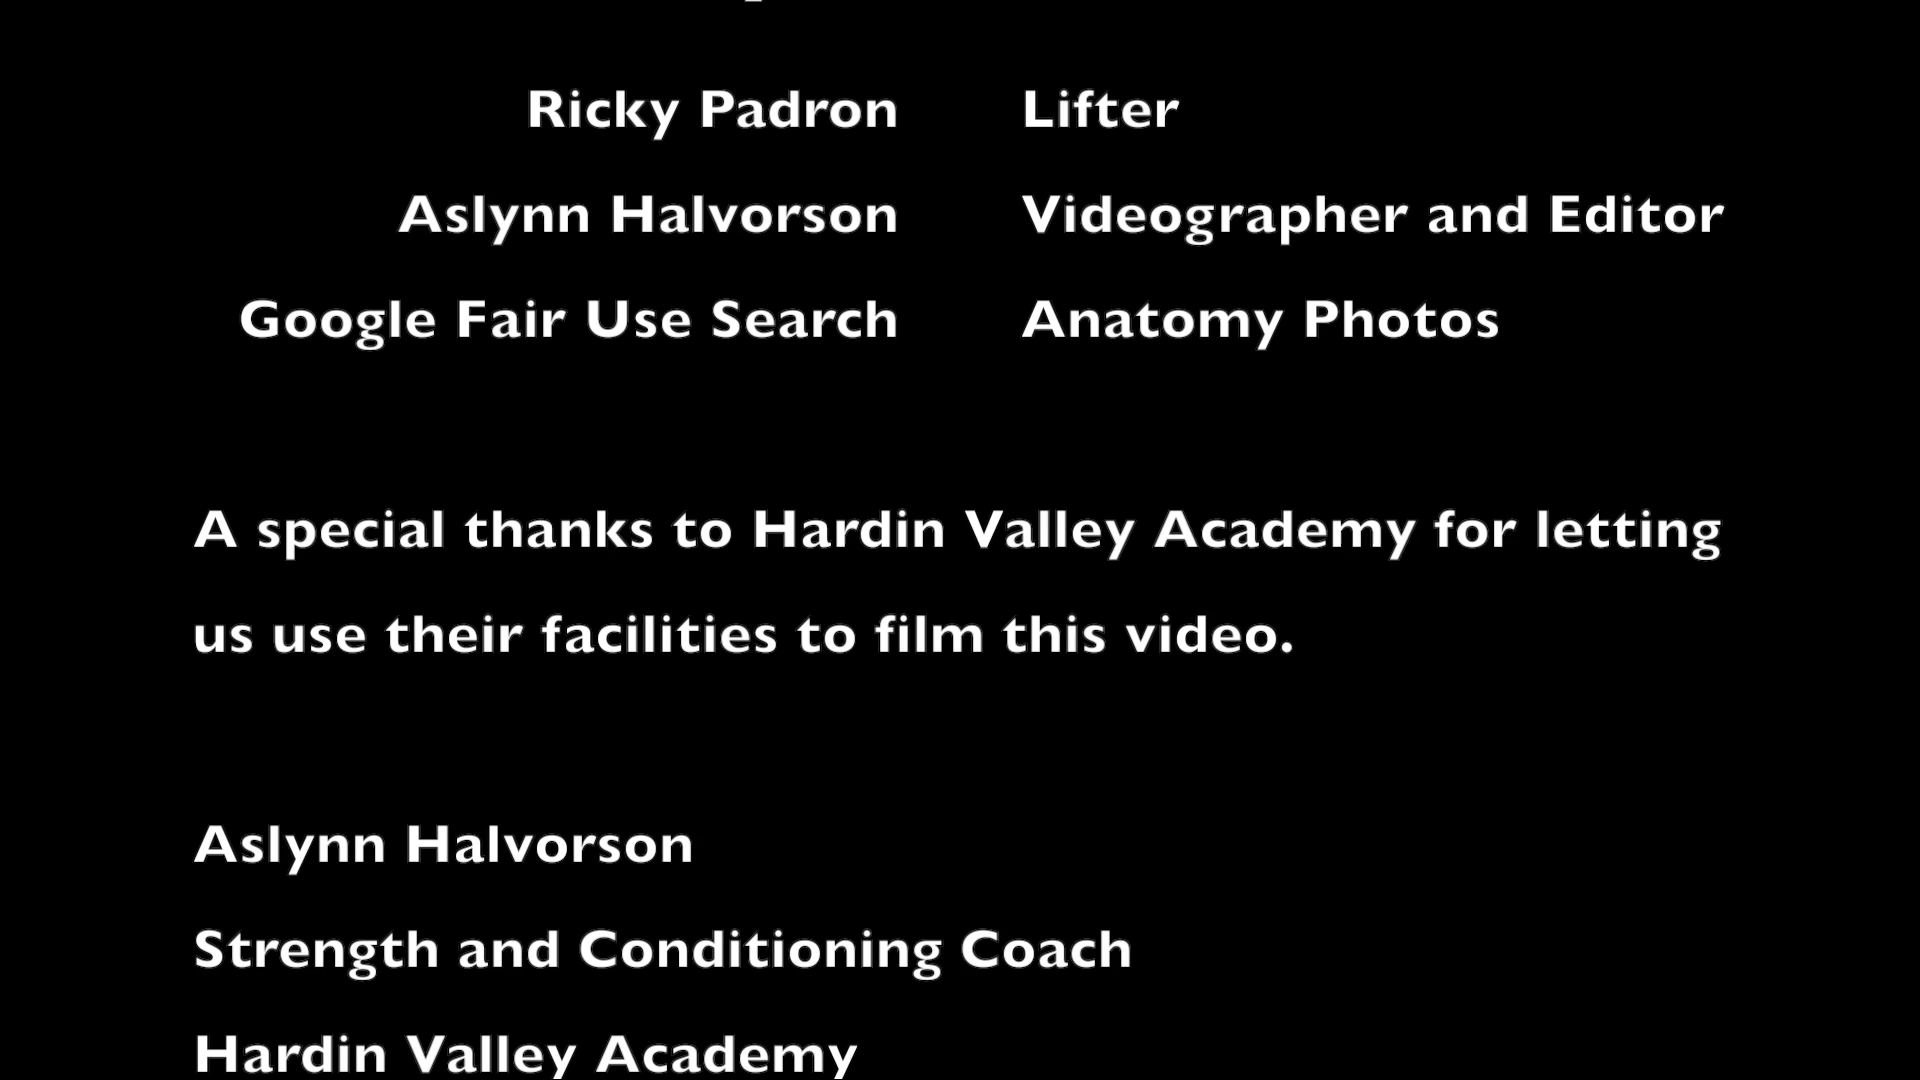 Ricky Padron Lifter
Aslynn Halvorson Videographer and Editor
Google Fair Use Search Anatomy Photos
A special thanks to Hardin Valley Academy for letting
us use their facilities to film this video.
Aslynn Halvorson
Strength and Conditioning Coach
Hardin Valley Academy